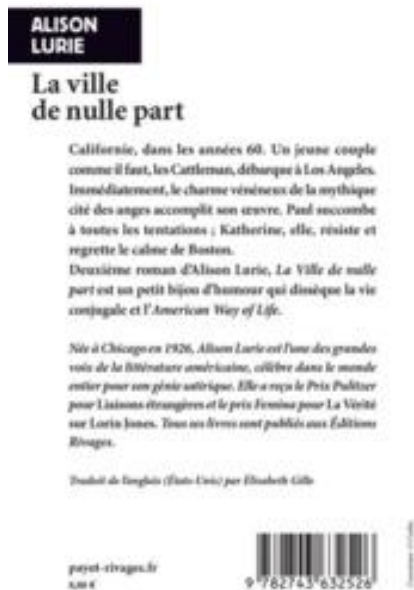 ALISON
LURIE
La ville
de nulle part
Californie, dans les années 60. Un jeune couple
comme il faut, les Cattleman, débarque à Los Angeles.
Immédiatement, le charme vénéneux de la mythique
cité des anges accomplit son œuvre. Paul succombe
à toutes les tentations ; Katherine, elle, résiste et
regrette le calme de Boston.
Deuxième roman d'Alison Lurie, La Ville de nulle
part est un petit bijou d'humour qui dissèque la vie
conjugale et l'American Way of Life.
Née à Chicago en 1926, Alison Lurie est l'une des grandes
voix de la littérature américaine, célèbre dans le monde
entier pour son génie satirique. Elle a reçu le Prix Pulitzer
pour Liaisons étrangères et le prix Femina pour La Vérité
sur Lorin Jones. Tous ses livres sont publiés aux Éditions
Rivages.
Traduit de l'anglais (États-Unis) par Elisabeth Gille
payot-rivages.fr
9 782743 632526